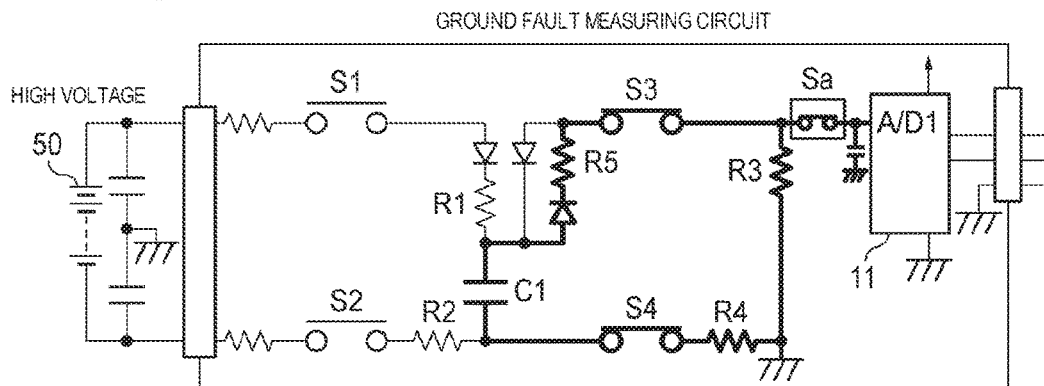 GROUND FAULT MEASURING CIRCUIT
HIGH VOLTAGE
50
S1
S3
Sa
A/D1
R5
R3
R1
11
C1
S2
R2
S4
R4